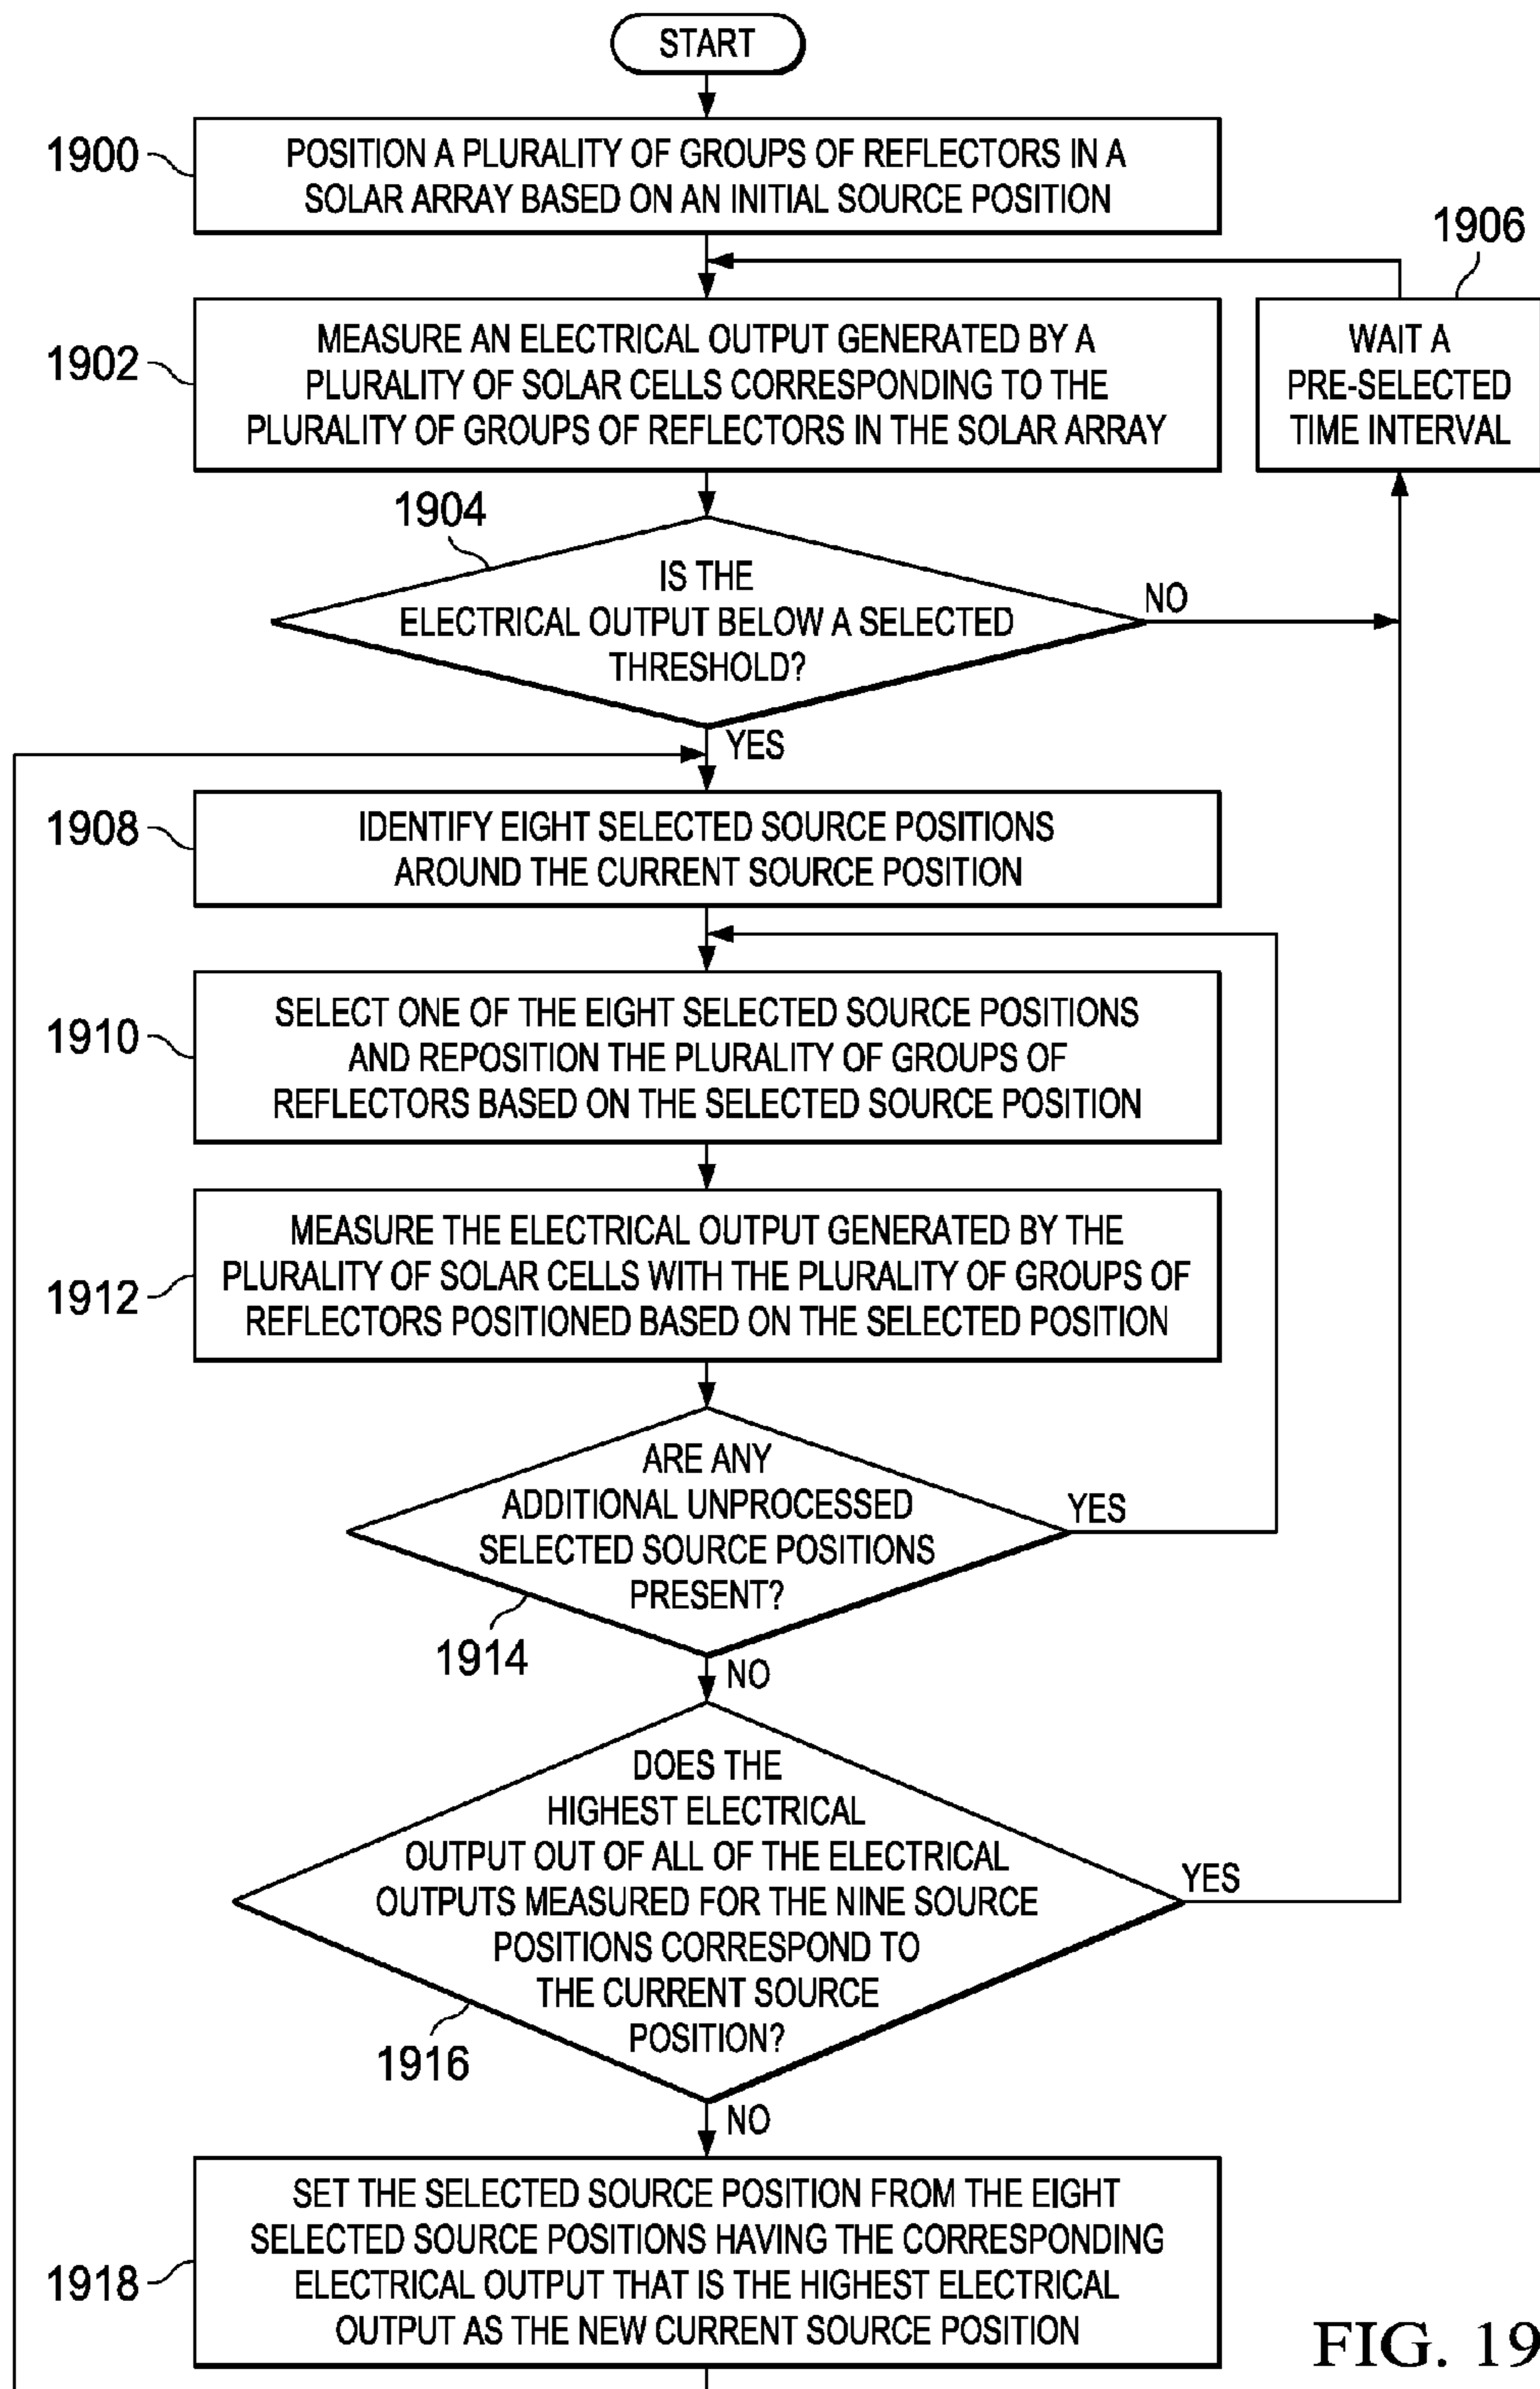 START
1900
POSITION A PLURALITY OF GROUPS OF REFLECTORS IN A
SOLAR ARRAY BASED ON AN INITIAL SOURCE POSITION
1906
1902
MEASURE AN ELECTRICAL OUTPUT GENERATED BY A
PLURALITY OF SOLAR CELLS CORRESPONDING TO THE
PLURALITY OF GROUPS OF REFLECTORS IN THE SOLAR ARRAY
WAIT A
PRE-SELECTED
TIME INTERVAL
1904
IS THE
ELECTRICAL OUTPUT BELOW A SELECTED
THRESHOLD?
NO
YES
1908
IDENTIFY EIGHT SELECTED SOURCE POSITIONS
AROUND THE CURRENT SOURCE POSITION
1910
SELECT ONE OF THE EIGHT SELECTED SOURCE POSITIONS
AND REPOSITION THE PLURALITY OF GROUPS OF
REFLECTORS BASED ON THE SELECTED SOURCE POSITION
1912
MEASURE THE ELECTRICAL OUTPUT GENERATED BY THE
PLURALITY OF SOLAR CELLS WITH THE PLURALITY OF GROUPS OF
REFLECTORS POSITIONED BASED ON THE SELECTED POSITION
ARE ANY
ADDITIONAL UNPROCESSED
SELECTED SOURCE POSITIONS
PRESENT?
YES
1914
NO
DOES THE
HIGHEST ELECTRICAL
OUTPUT OUT OF ALL OF THE ELECTRICAL
OUTPUTS MEASURED FOR THE NINE SOURCE
POSITIONS CORRESPOND TO
THE CURRENT SOURCE
POSITION?
YES
1916
NO
1918
SET THE SELECTED SOURCE POSITION FROM THE EIGHT
SELECTED SOURCE POSITIONS HAVING THE CORRESPONDING
ELECTRICAL OUTPUT THAT IS THE HIGHEST ELECTRICAL
OUTPUT AS THE NEW CURRENT SOURCE POSITION
FIG. 19